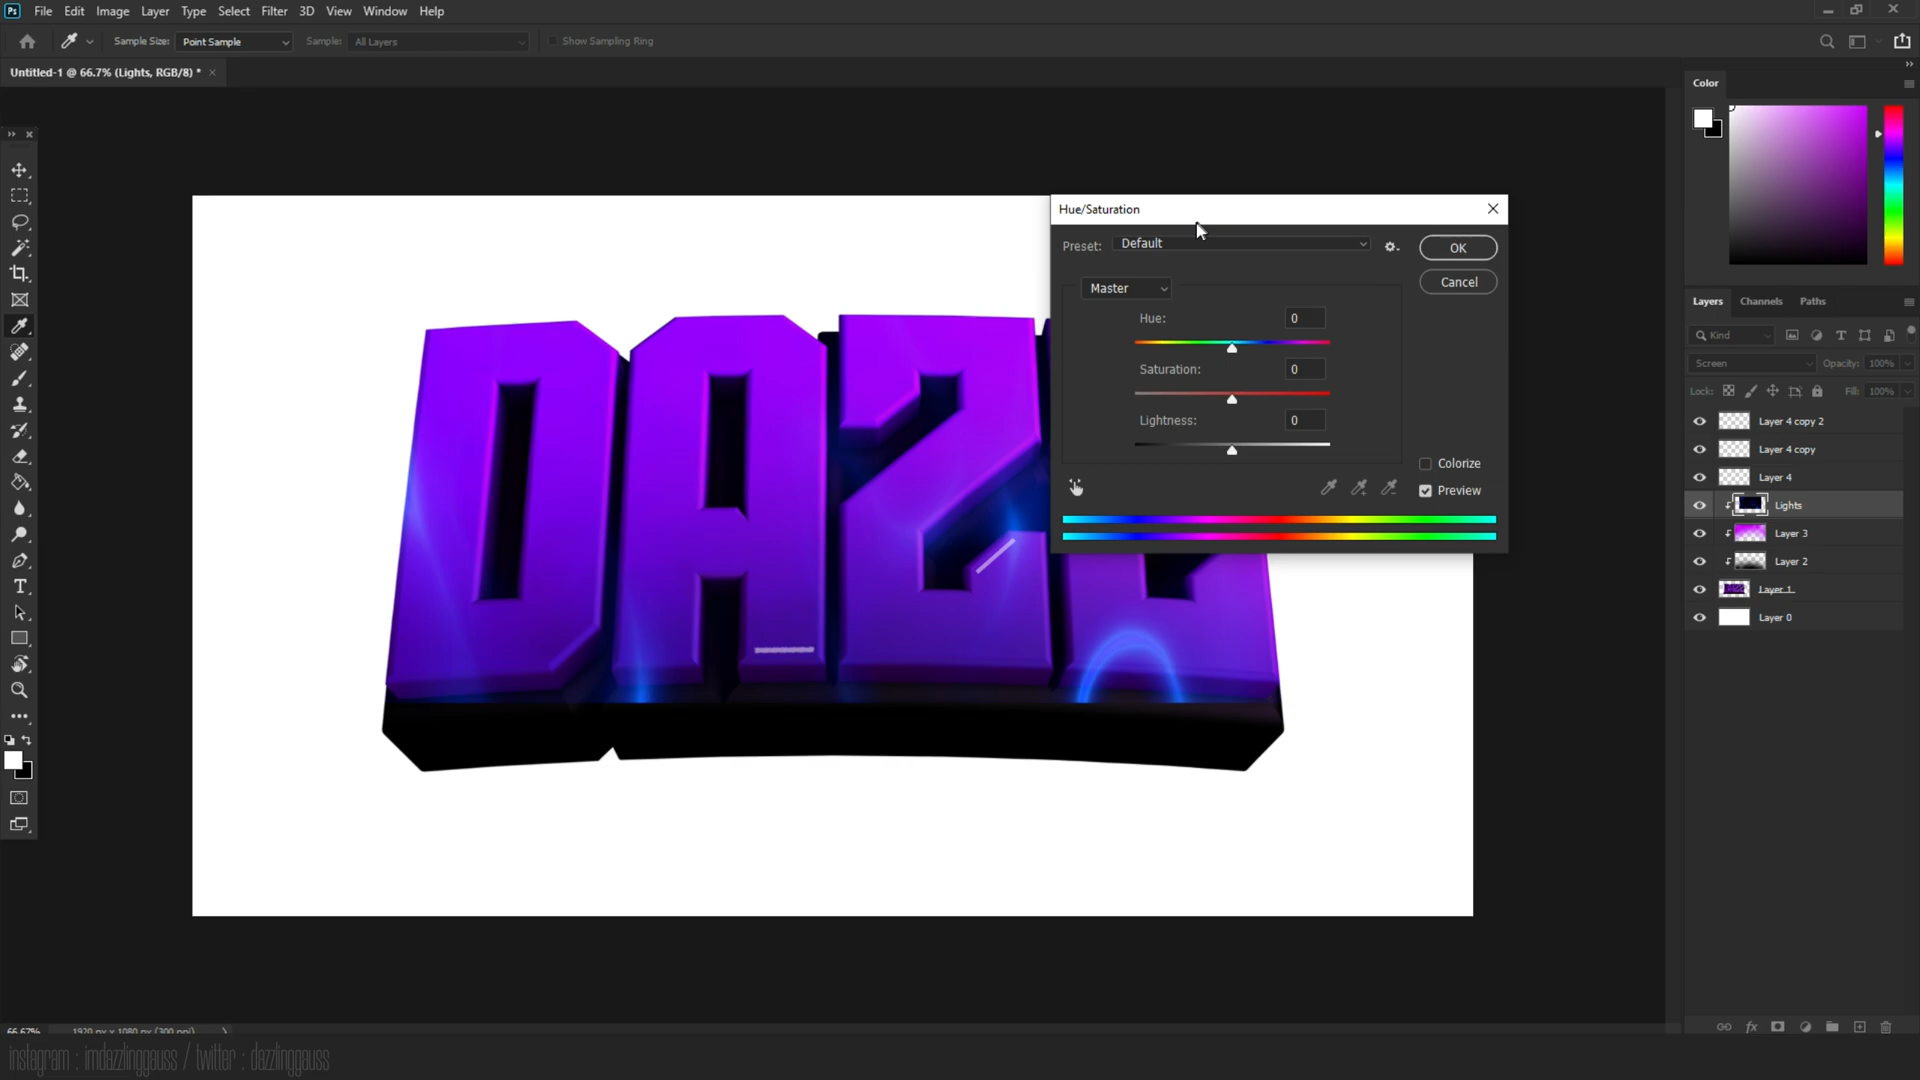 Ps File Edit Image Layer Type Select Filter 3D View Window Help
Sample Size: Point Sample Sample: All Layers Show Sampling Ring
Untitled-1 @ 66.7% (Lights, RGB/8) *
Color
Hue/Saturation
Preset: Default
OK
Cancel
Master
Hue: 0
Saturation: 0
Lightness: 0
Colorize
Preview
DAZ
Layers Channels Paths
Kind
Screen Opacity: 100%
Lock: Fill: 100%
Layer 4 copy 2
Layer 4 copy
Layer 4
Lights
Layer 3
Layer 2
Layer 1
Layer 0
66.67% 1920 px x 1080 px (300 ppi)
instagram : imdazzlinggauss / twitter : dazzlinggauss